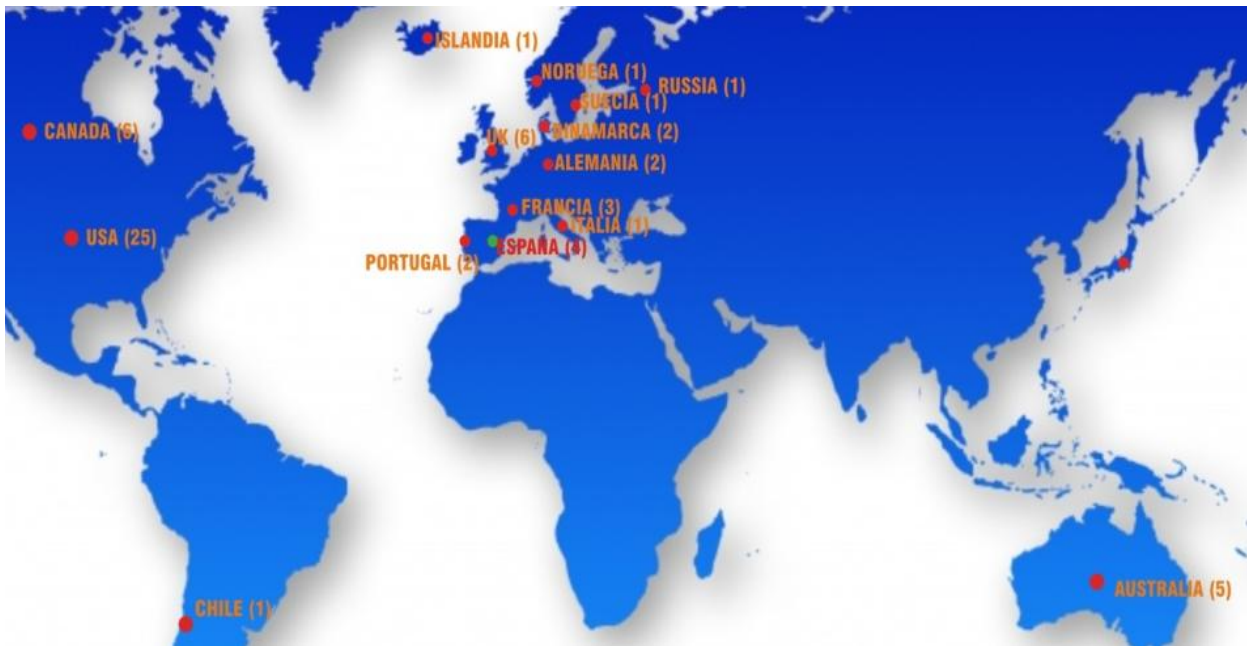 ISLANDIA (1)
NORUEGA (1)
RUSSIA (1)
SUECIA (1)
CANADA (6)
UK (6)
DINAMARCA (2)
ALEMANIA (2)
FRANCIA (3)
ITALIA (1)
USA (25)
ESPAÑA (4)
PORTUGAL (2)
AUSTRALIA (5)
CHILE (1)